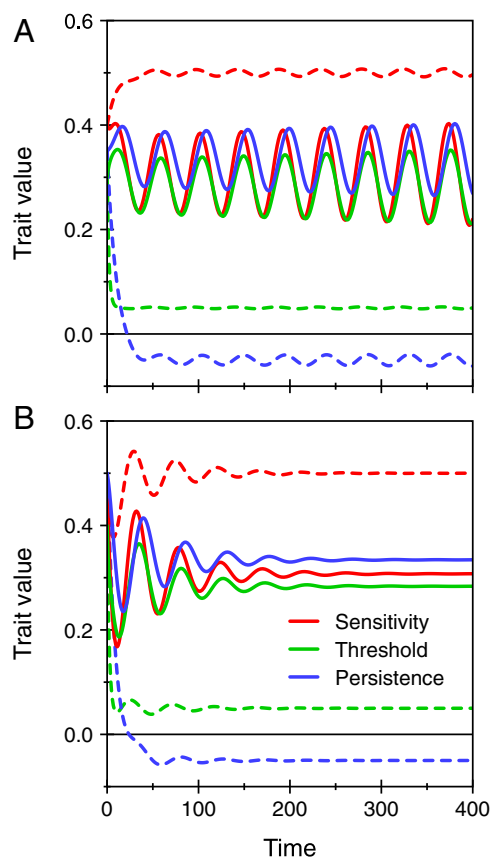 A
0.6
0.4
0.2
0.0
Trait value
B
0.6
0.4
0.2
0.0
Trait value
Sensitivity
Threshold
Persistence
0 100 200 300 400
Time